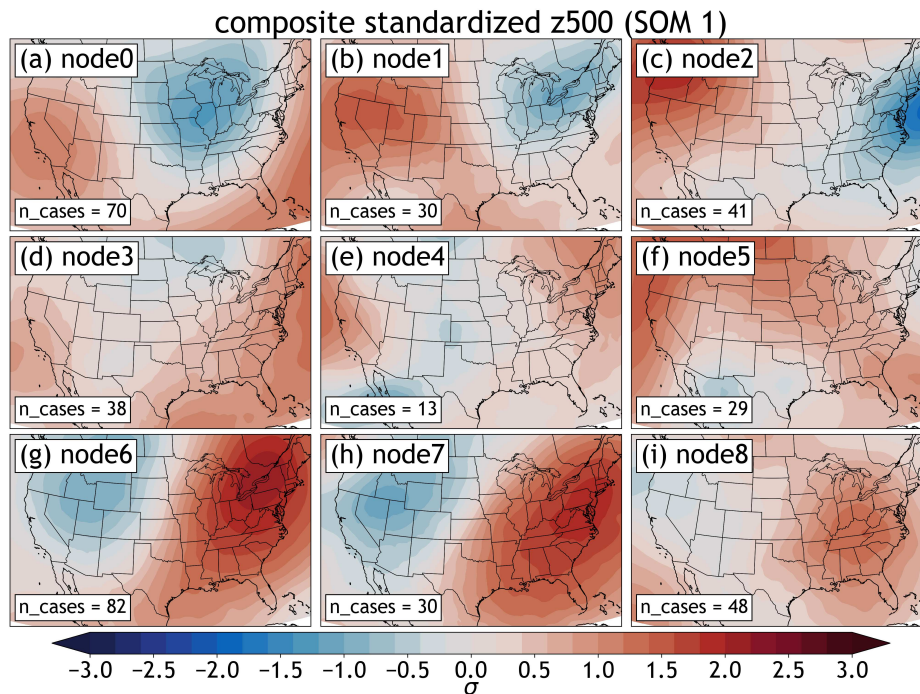 composite standardized z500 (SOM 1)
(a) node0
(b) node1
(c) node2
n_cases = 70
n_cases = 30
n_cases = 41
(d) node3
(e) node4
(f) node5
n_cases = 38
n_cases = 13
n_cases = 29
(g) node6
(h) node7
(i) node8
n_cases = 82
n_cases = 30
n_cases = 48
−3.0 −2.5 −2.0 −1.5 −1.0 −0.5 0.0 0.5 1.0 1.5 2.0 2.5 3.0
σ